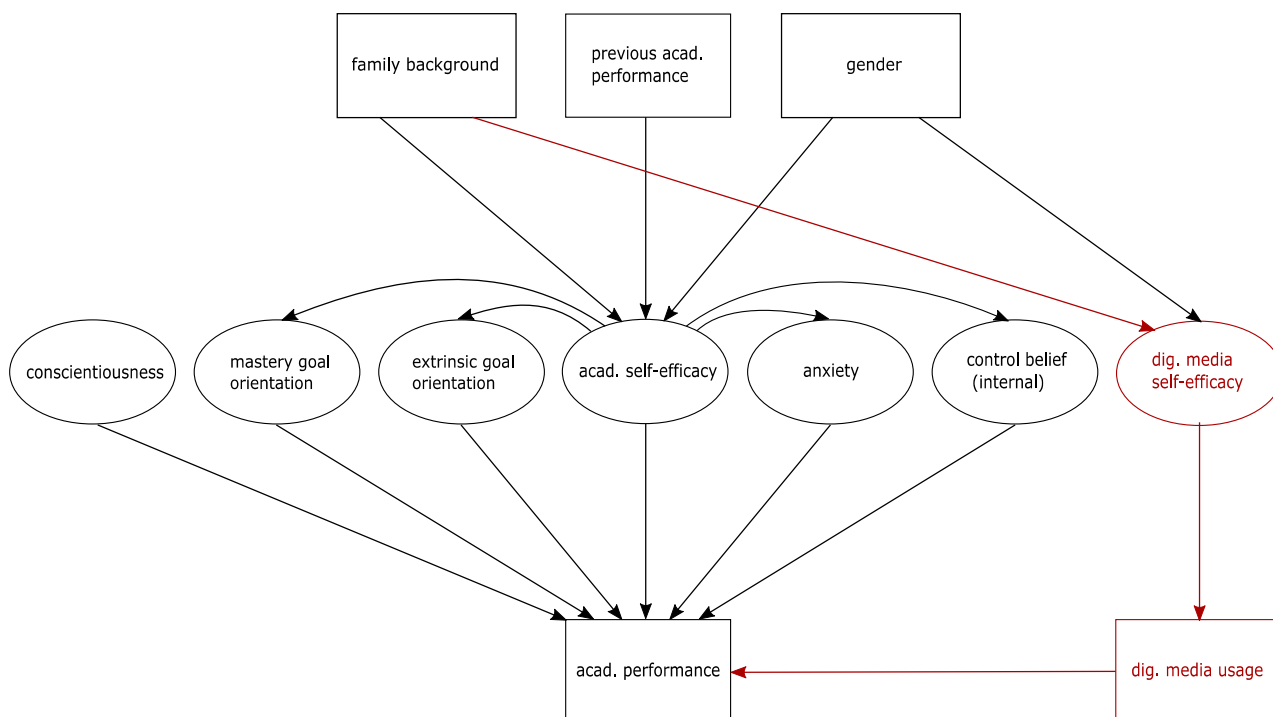 family background
previous acad.
performance
gender
conscientiousness
mastery goal
orientation
extrinsic goal
orientation
acad. self-efficacy
anxiety
control belief
(internal)
dig. media
self-efficacy
acad. performance
dig. media usage